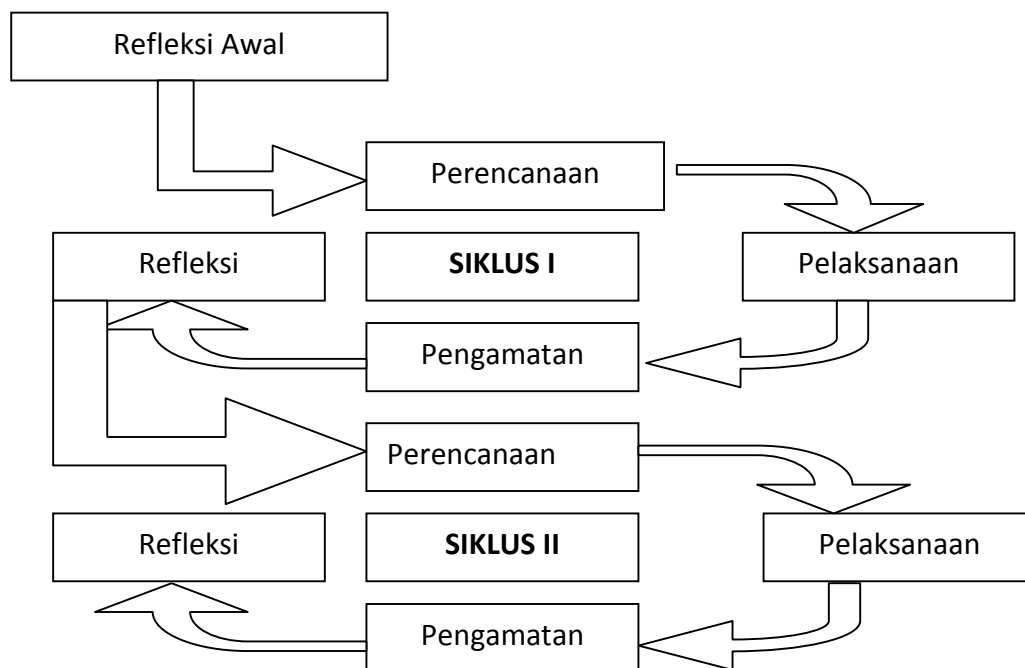 Refleksi Awal
Perencanaan
Refleksi
SIKLUS I
Pelaksanaan
Pengamatan
Perencanaan
Refleksi
SIKLUS II
Pelaksanaan
Pengamatan